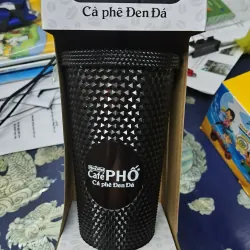 Cà phê Đen Đá
Café PHỐ
Cà phê Đen Đá